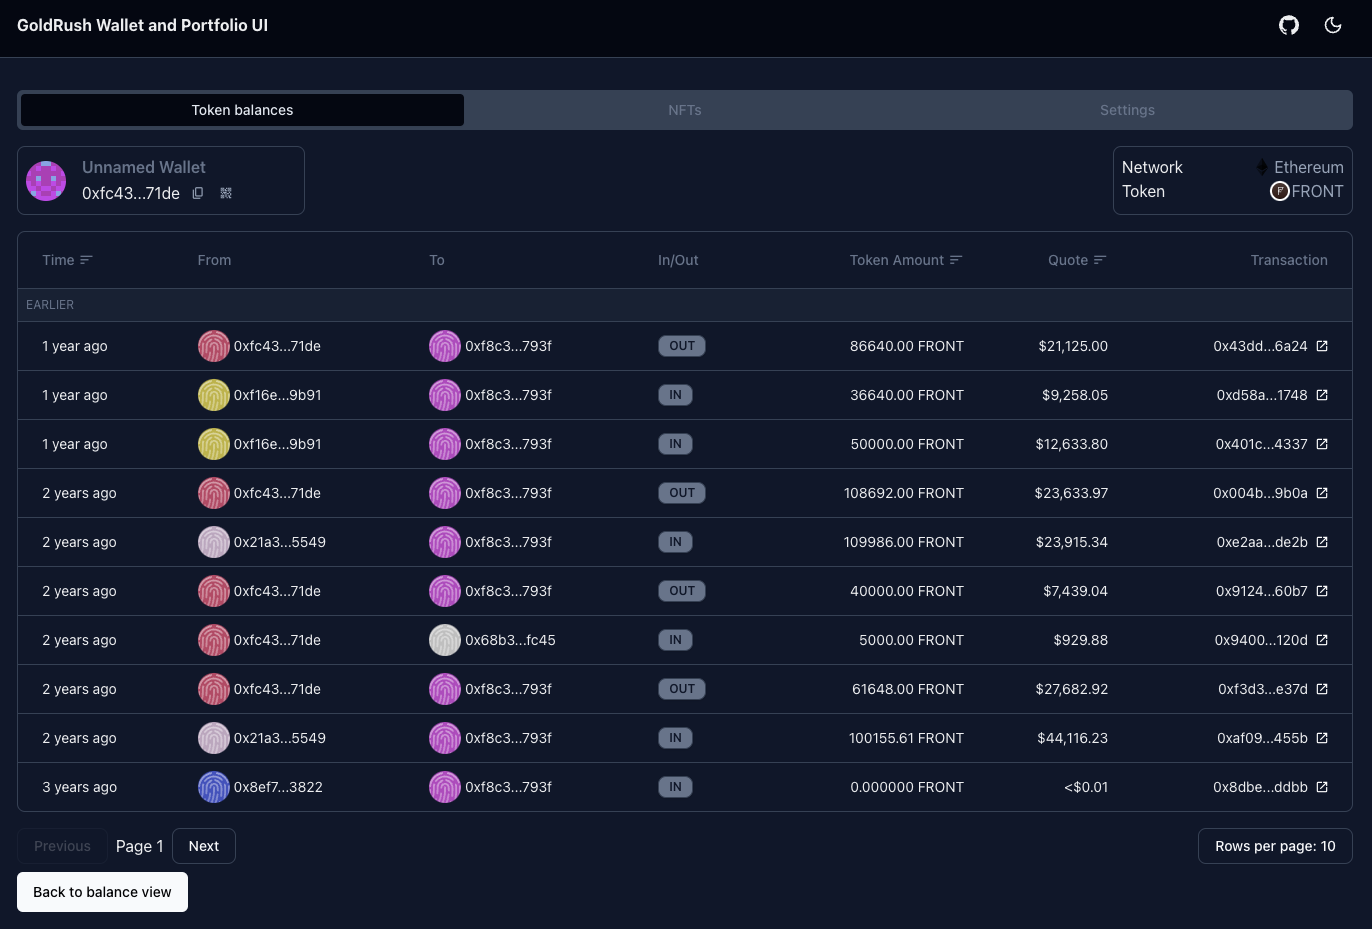 GoldRush Wallet and Portfolio UI
Token balances NFTs Settings
Unnamed Wallet
0xfc43...71de
Network Ethereum
Token FRONT
Time From To In/Out Token Amount Quote Transaction
EARLIER
1 year ago 0xfc43...71de 0xf8c3...793f OUT 86640.00 FRONT $21,125.00 0x43dd...6a24
1 year ago 0xf16e...9b91 0xf8c3...793f IN 36640.00 FRONT $9,258.05 0xd58a...1748
1 year ago 0xf16e...9b91 0xf8c3...793f IN 50000.00 FRONT $12,633.80 0x401c...4337
2 years ago 0xfc43...71de 0xf8c3...793f OUT 108692.00 FRONT $23,633.97 0x004b...9b0a
2 years ago 0x21a3...5549 0xf8c3...793f IN 109986.00 FRONT $23,915.34 0xe2aa...de2b
2 years ago 0xfc43...71de 0xf8c3...793f OUT 40000.00 FRONT $7,439.04 0x9124...60b7
2 years ago 0xfc43...71de 0x68b3...fc45 IN 5000.00 FRONT $929.88 0x9400...120d
2 years ago 0xfc43...71de 0xf8c3...793f OUT 61648.00 FRONT $27,682.92 0xf3d3...e37d
2 years ago 0x21a3...5549 0xf8c3...793f IN 100155.61 FRONT $44,116.23 0xaf09...455b
3 years ago 0x8ef7...3822 0xf8c3...793f IN 0.000000 FRONT <$0.01 0x8dbe...ddbb
Previous Page 1 Next Rows per page: 10
Back to balance view